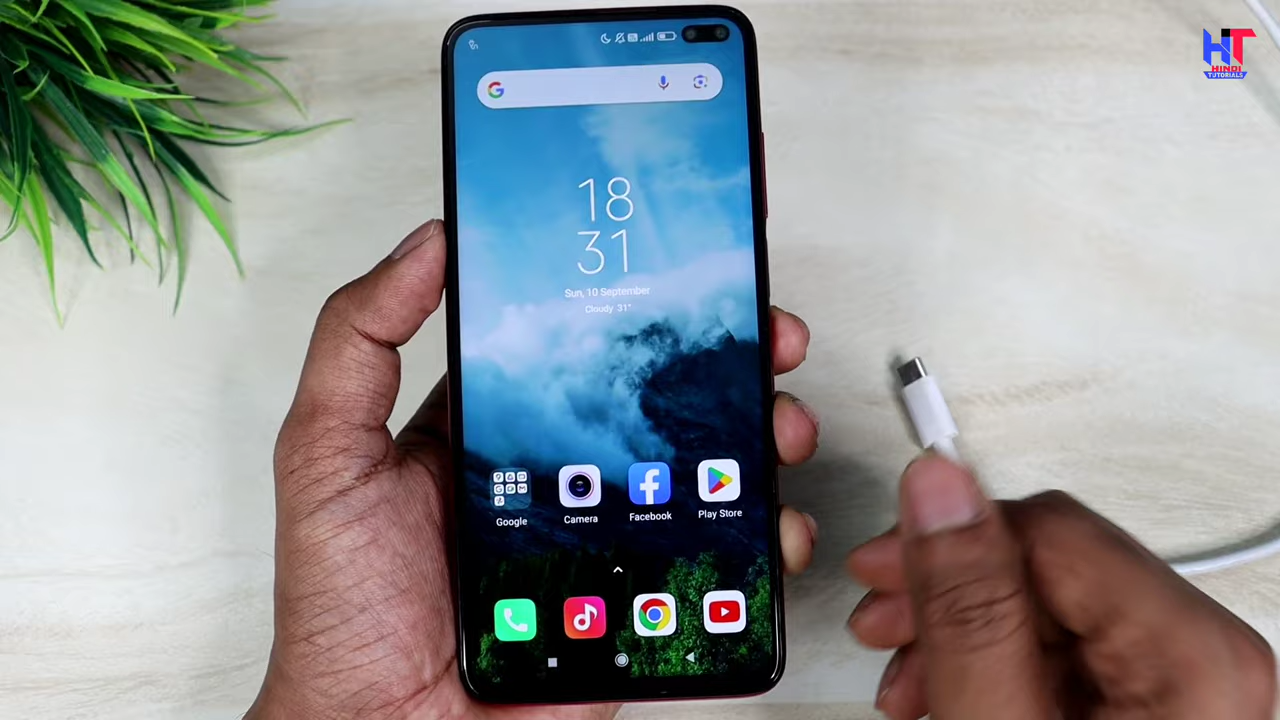 HT
HINDI
TUTORIALS
18
31
Sun, 10 September
Cloudy 31°
Google
Camera
Facebook
Play Store